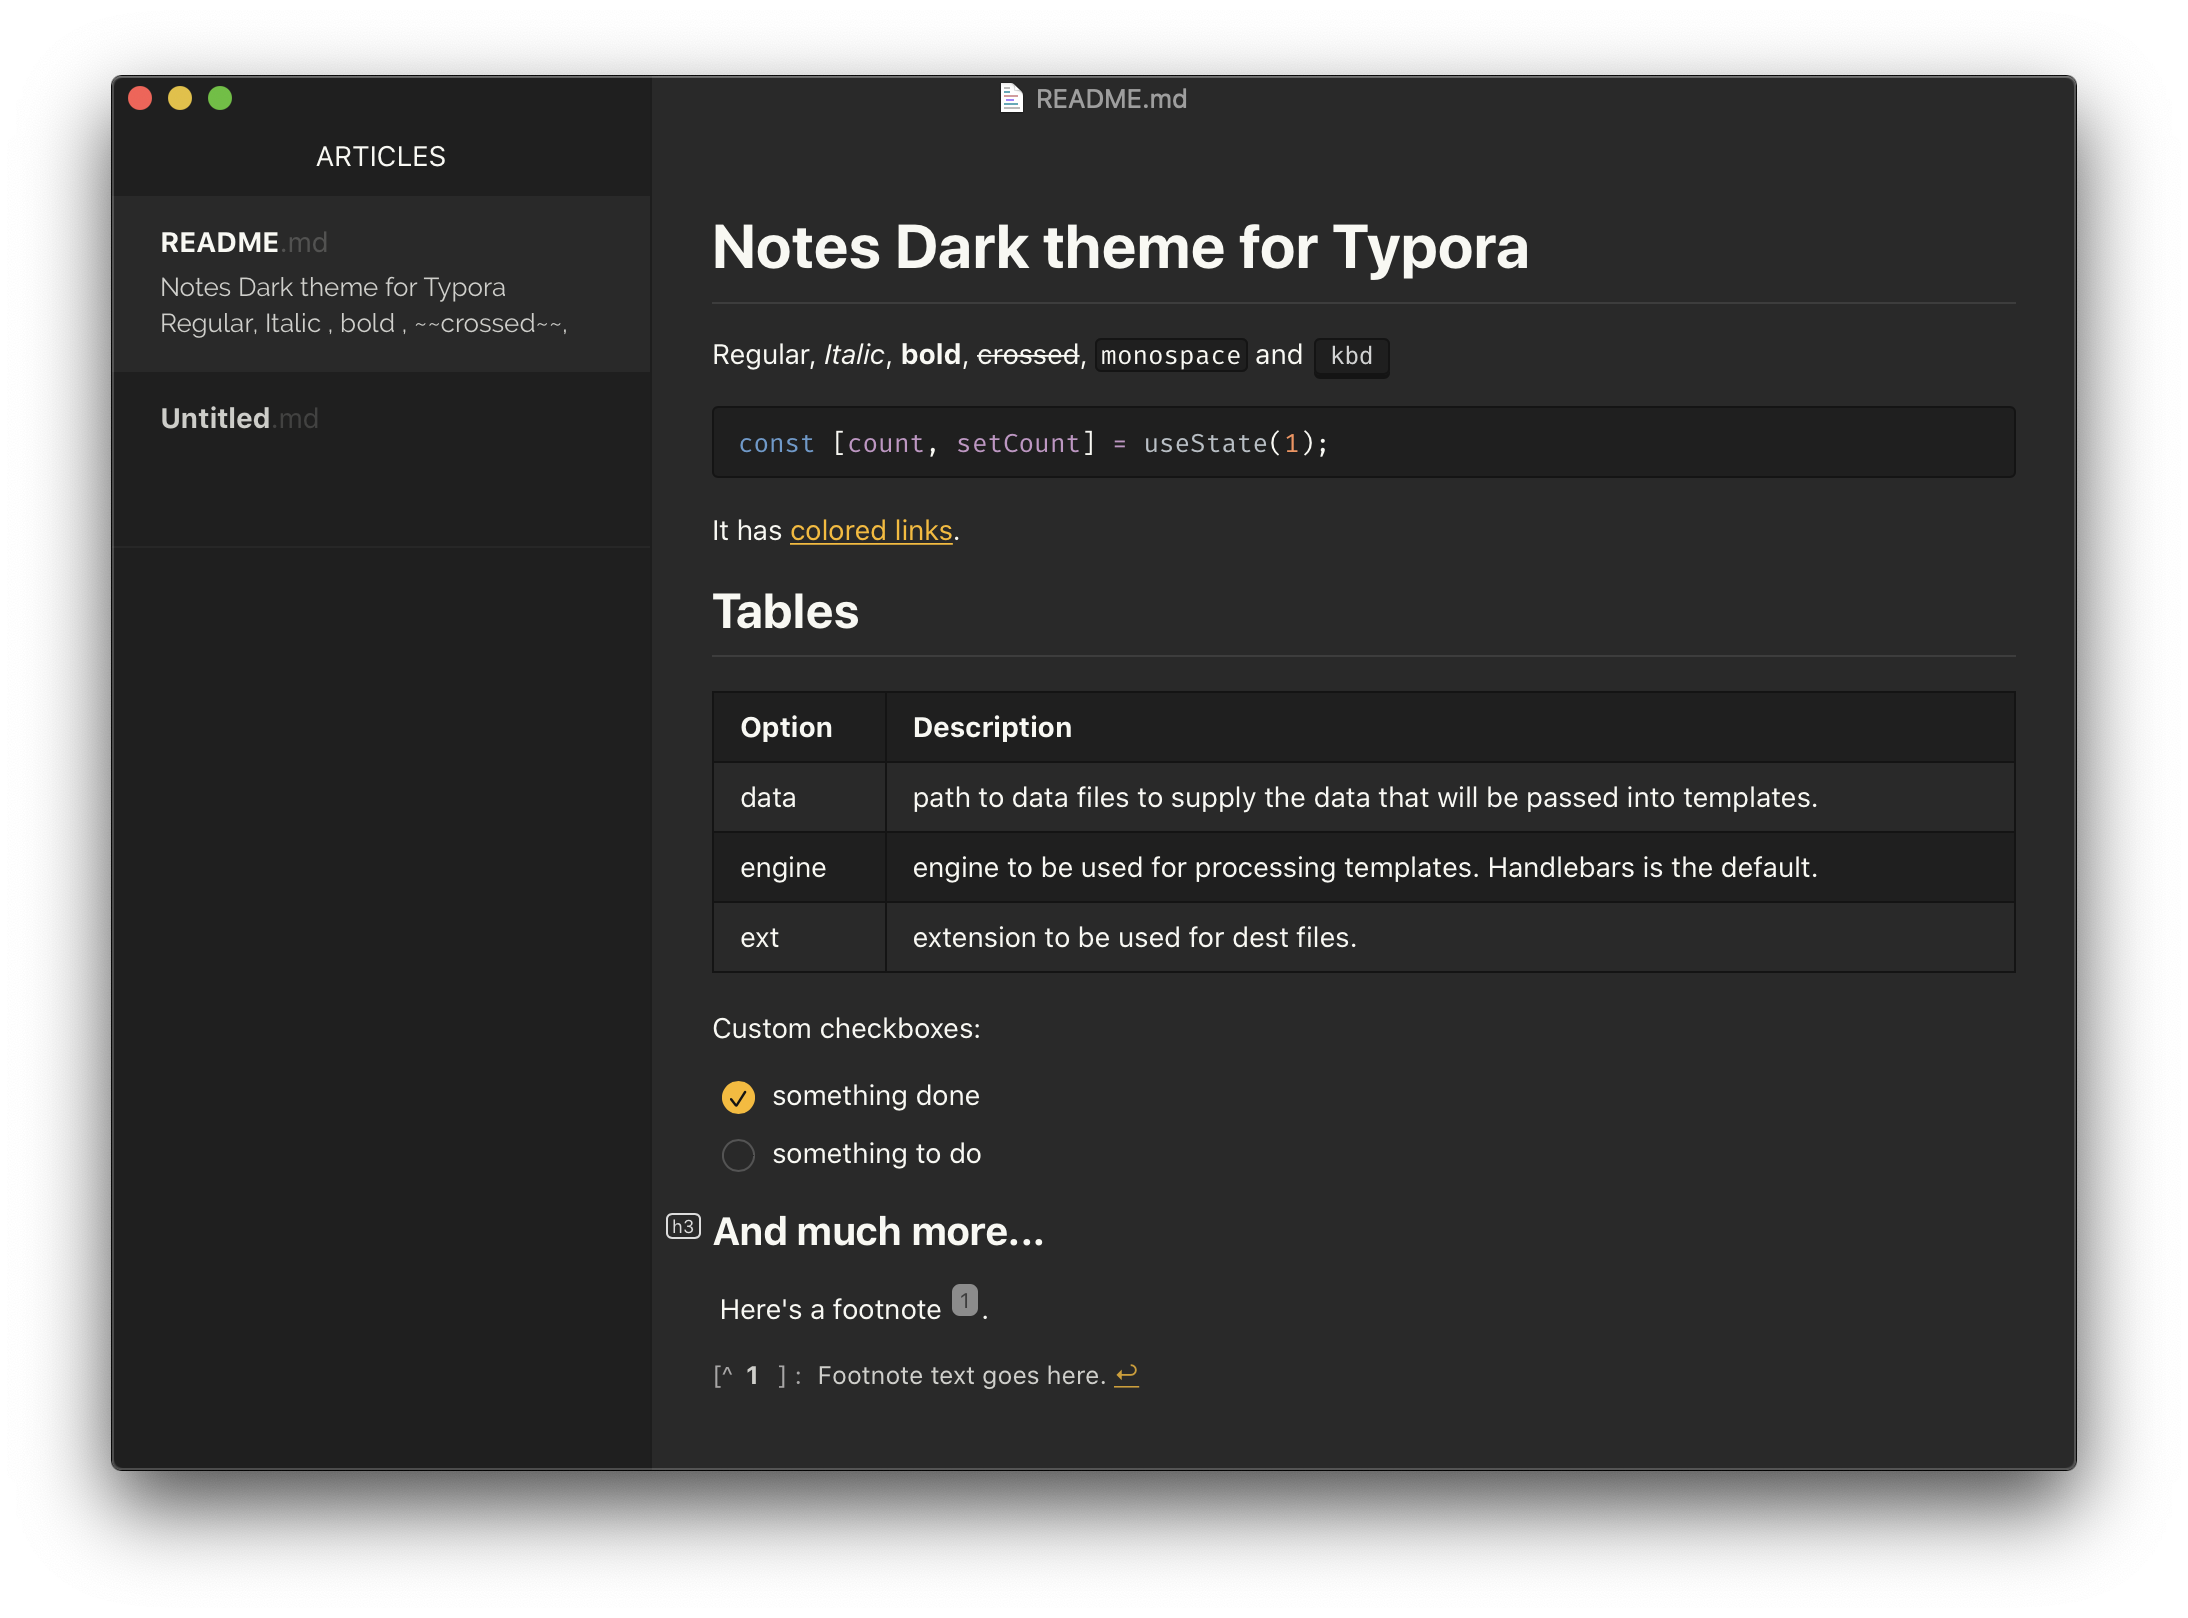 README.md
ARTICLES
README.md
Notes Dark theme for Typora
Regular, Italic , bold , ~~crossed~~,
Untitled.md
Notes Dark theme for Typora
Regular, Italic, bold, crossed, monospace and kbd
const [count, setCount] = useState(1);
It has colored links.
Tables
Option Description
data path to data files to supply the data that will be passed into templates.
engine engine to be used for processing templates. Handlebars is the default.
ext extension to be used for dest files.
Custom checkboxes:
something done
something to do
h3 And much more...
Here's a footnote 1 .
[^ 1 ] : Footnote text goes here. ↩